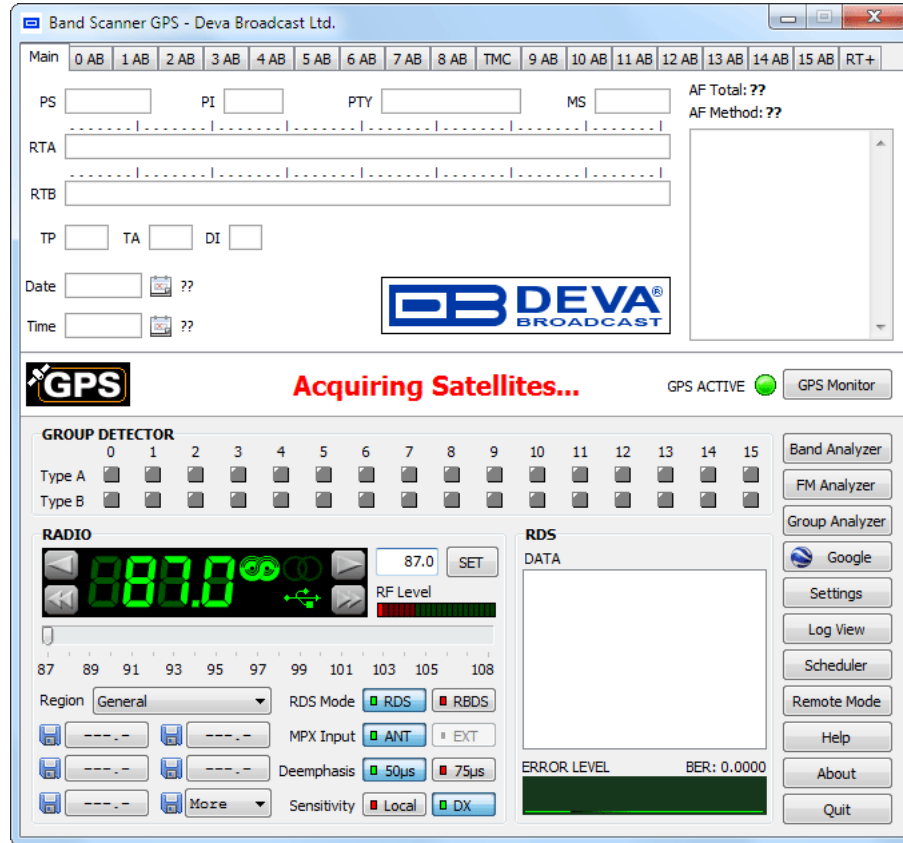 Band Scanner GPS - Deva Broadcast Ltd.
Main 0 AB 1 AB 2 AB 3 AB 4 AB 5 AB 6 AB 7 AB 8 AB TMC 9 AB 10 AB 11 AB 12 AB 13 AB 14 AB 15 AB RT+
PS PI PTY MS AF Total: ??
AF Method: ??
RTA
RTB
TP TA DI
Date ??
Time ??
DEVA®
BROADCAST
GPS Acquiring Satellites... GPS ACTIVE GPS Monitor
GROUP DETECTOR
0 1 2 3 4 5 6 7 8 9 10 11 12 13 14 15
Type A
Type B
Band Analyzer
FM Analyzer
Group Analyzer
Google
Settings
Log View
Scheduler
Remote Mode
Help
About
Quit
RADIO
87.0 87.0 SET
RF Level
87 89 91 93 95 97 99 101 103 105 108
Region General RDS Mode RDS RBDS
---.- ---.- MPX Input ANT EXT
---.- ---.- Deemphasis 50µs 75µs
---.- More Sensitivity Local DX
RDS
DATA
ERROR LEVEL BER: 0.0000